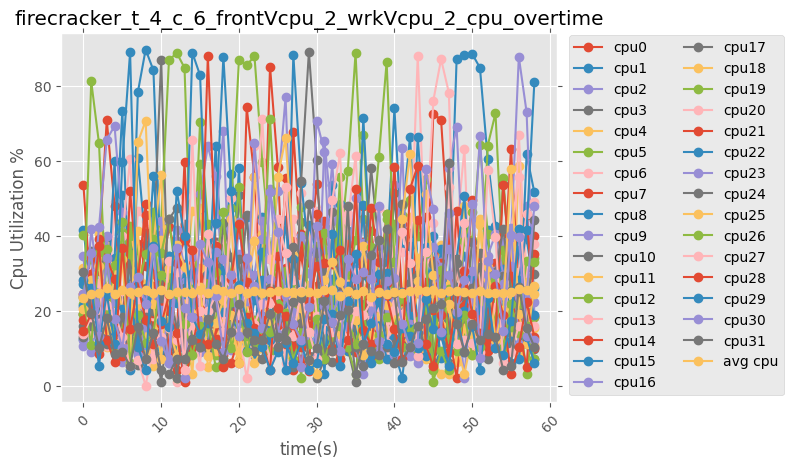 firecracker_t_4_c_6_frontVcpu_2_wrkVcpu_2_cpu_overtime
CPU Utilization %
80
60
40
20
0
0
10
20
30
40
50
60
time(s)
cpu0
cpu1
cpu2
cpu3
cpu4
cpu5
cpu6
cpu7
cpu8
cpu9
cpu10
cpu11
cpu12
cpu13
cpu14
cpu15
cpu16
cpu17
cpu18
cpu19
cpu20
cpu21
cpu22
cpu23
cpu24
cpu25
cpu26
cpu27
cpu28
cpu29
cpu30
cpu31
avg cpu